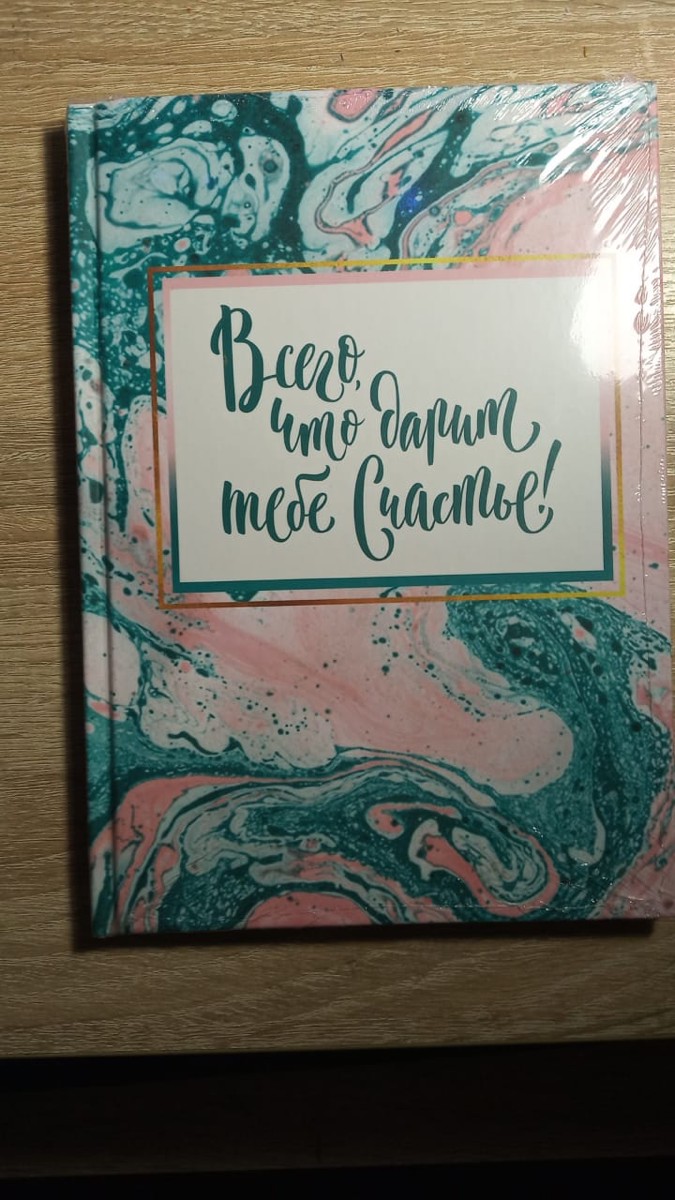 Всего,
что дарит
тебе Счастье!